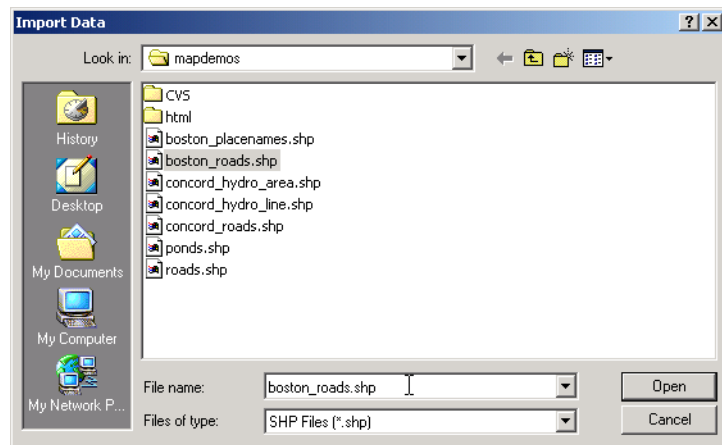 Import Data
Look in: mapdemos
History
Desktop
My Documents
My Computer
My Network P...
CVS
html
boston_placenames.shp
boston_roads.shp
concord_hydro_area.shp
concord_hydro_line.shp
concord_roads.shp
ponds.shp
roads.shp
File name: boston_roads.shp Open
Files of type: SHP Files (*.shp) Cancel